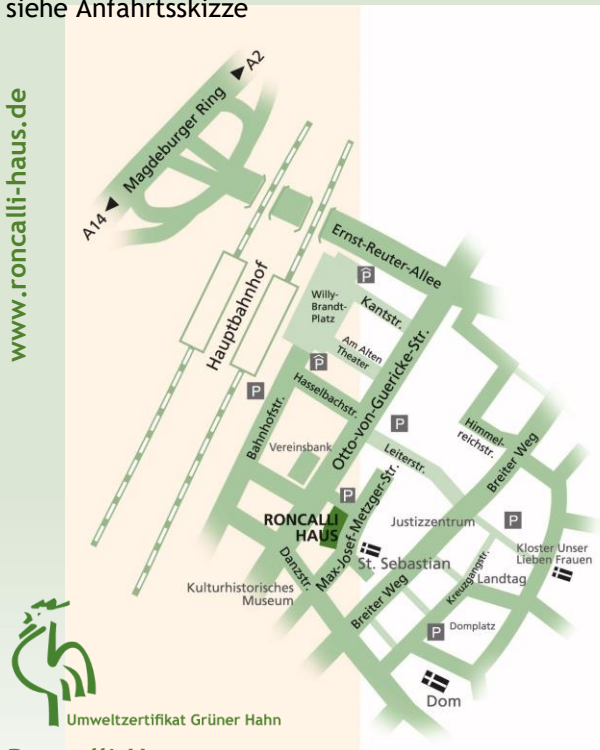 siehe Anfahrtsskizze
www.roncalli-haus.de
A2
Magdeburger Ring
A14
Ernst-Reuter-Allee
Hauptbahnhof
P
Willy-
Brandt-
Platz
Kantstr.
Am Alten
Theater
P
P
Hasselbachstr.
Otto-von-Guericke-Str.
Bahnhofstr.
P
Himmel-
reichstr.
Vereinsbank
Leiterstr.
Breiter Weg
P
RONCALLI
HAUS
Max-Josef-Metzger-Str.
Justizzentrum
P
Danzstr.
St. Sebastian
Kloster Unser
Lieben Frauen
Kreuzgangstr.
Landtag
Kulturhistorisches
Museum
Breiter Weg
P
Domplatz
Dom
Umweltzertifikat Grüner Hahn